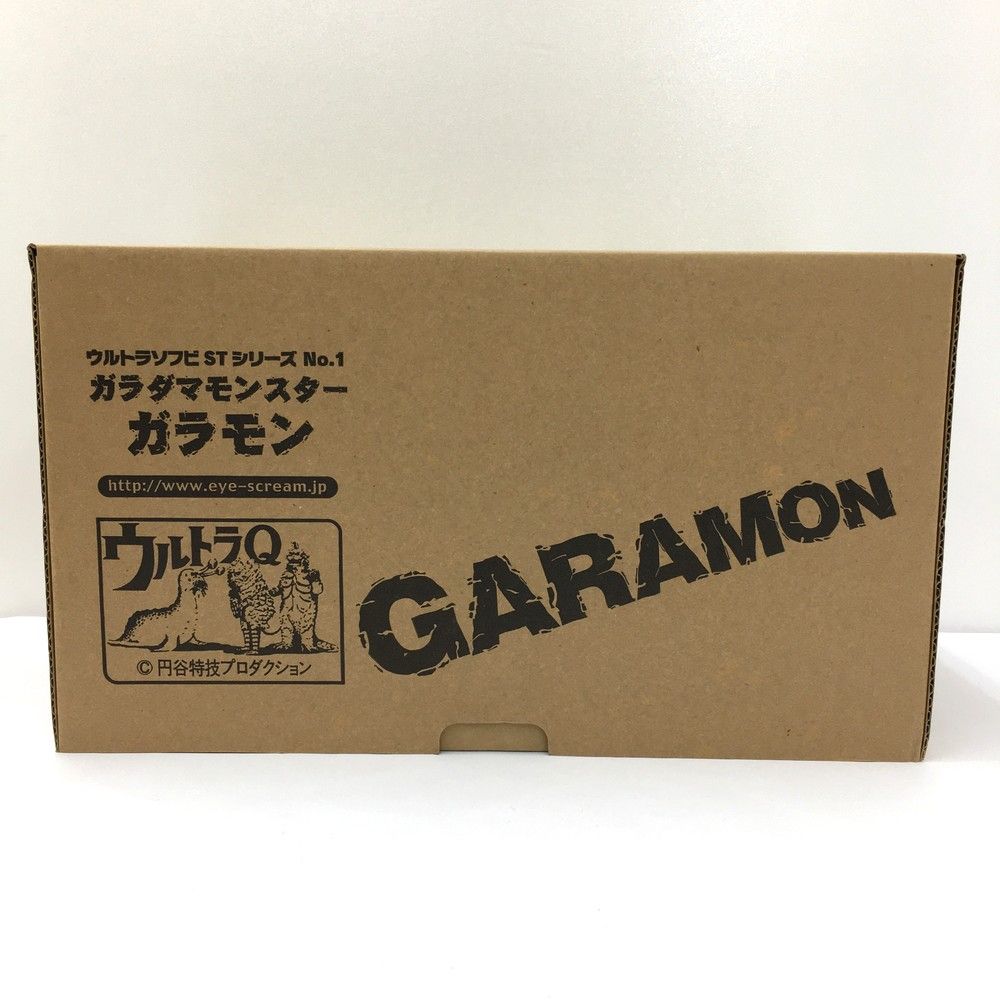 ウルトラソフビ ST シリーズ No.1
ガラダマモンスター
ガラモン
http://www.eye-scream.jp
ウルトラQ
© 円谷特技プロダクション
GARAMON